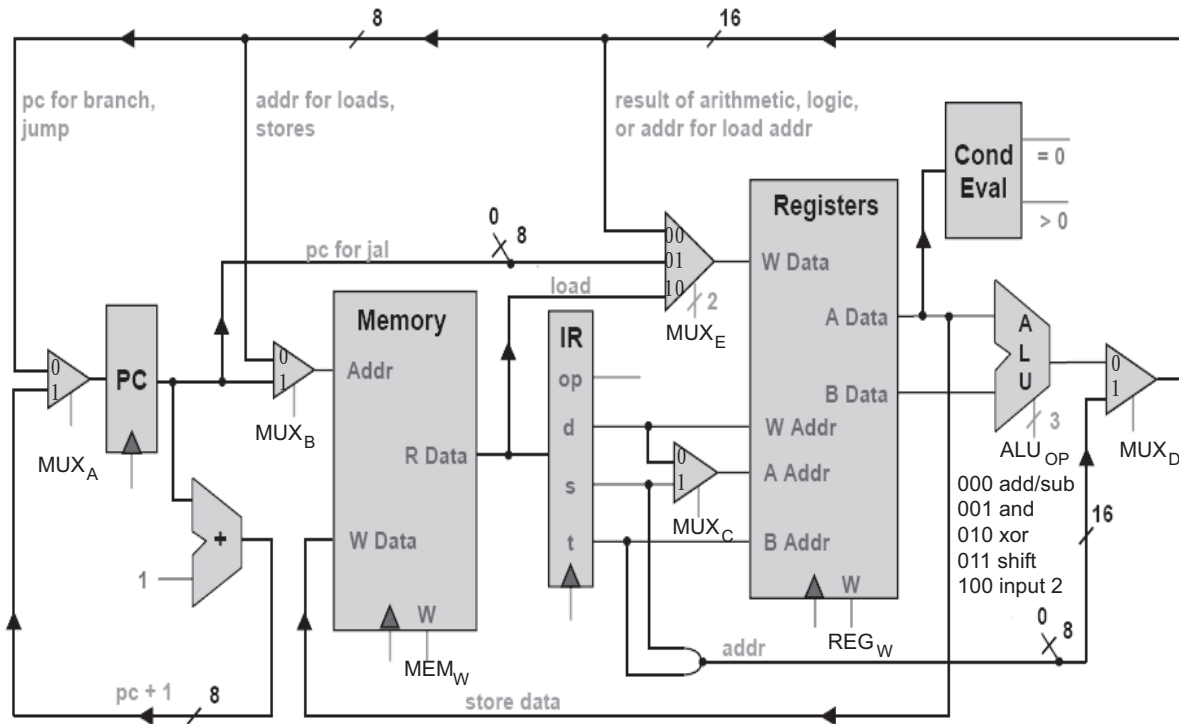 8
16
pc for branch,
jump
addr for loads,
stores
result of arithmetic, logic,
or addr for load addr
Cond
Eval
= 0
> 0
0
8
pc for jal
load
00
01
10
2
MUX_E
Registers
W Data
A Data
B Data
W Addr
A Addr
B Addr
W
REG_W
Memory
Addr
R Data
W Data
W
MEM_W
IR
op
d
s
t
0
1
MUX_C
0
1
MUX_A
PC
0
1
MUX_B
+
1
pc + 1
8
A
L
U
3
ALU_OP
000 add/sub
001 and
010 xor
011 shift
100 input 2
0
1
MUX_D
16
0
8
addr
store data